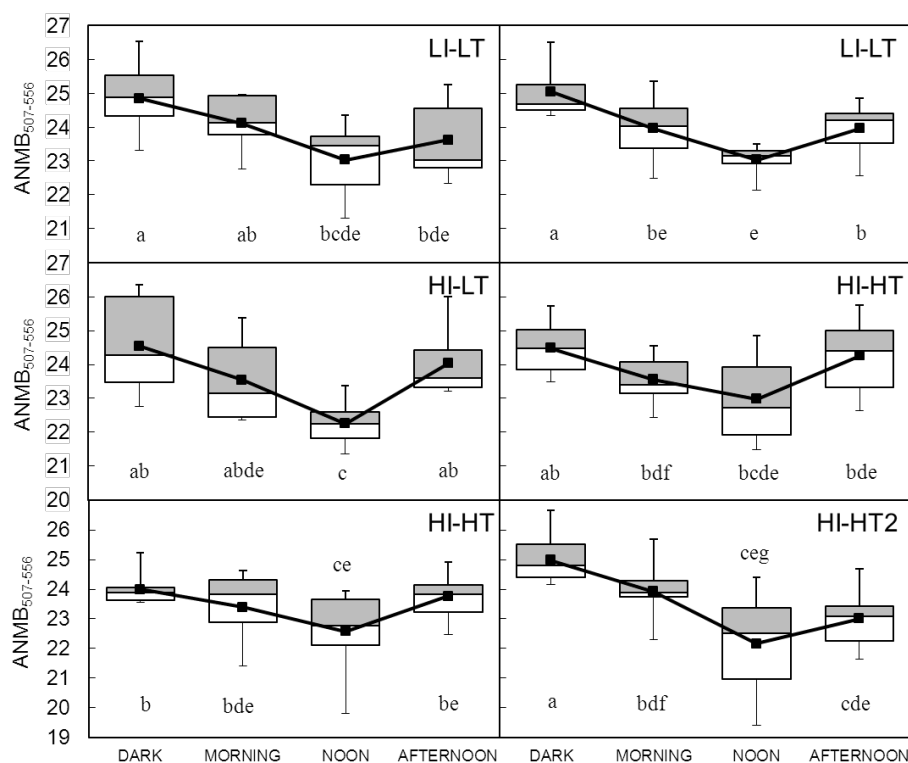 27
26
25
24
23
22
21
ANMB507-556
LI-LT
a
ab
bcde
bde
LI-LT
a
be
e
b
27
26
25
24
23
22
21
20
ANMB507-556
HI-LT
ab
abde
c
ab
HI-HT
ab
bdf
bcde
bde
26
25
24
23
22
21
20
19
ANMB507-556
HI-HT
b
bde
ce
be
HI-HT2
a
bdf
ceg
cde
DARK MORNING NOON AFTERNOON DARK MORNING NOON AFTERNOON